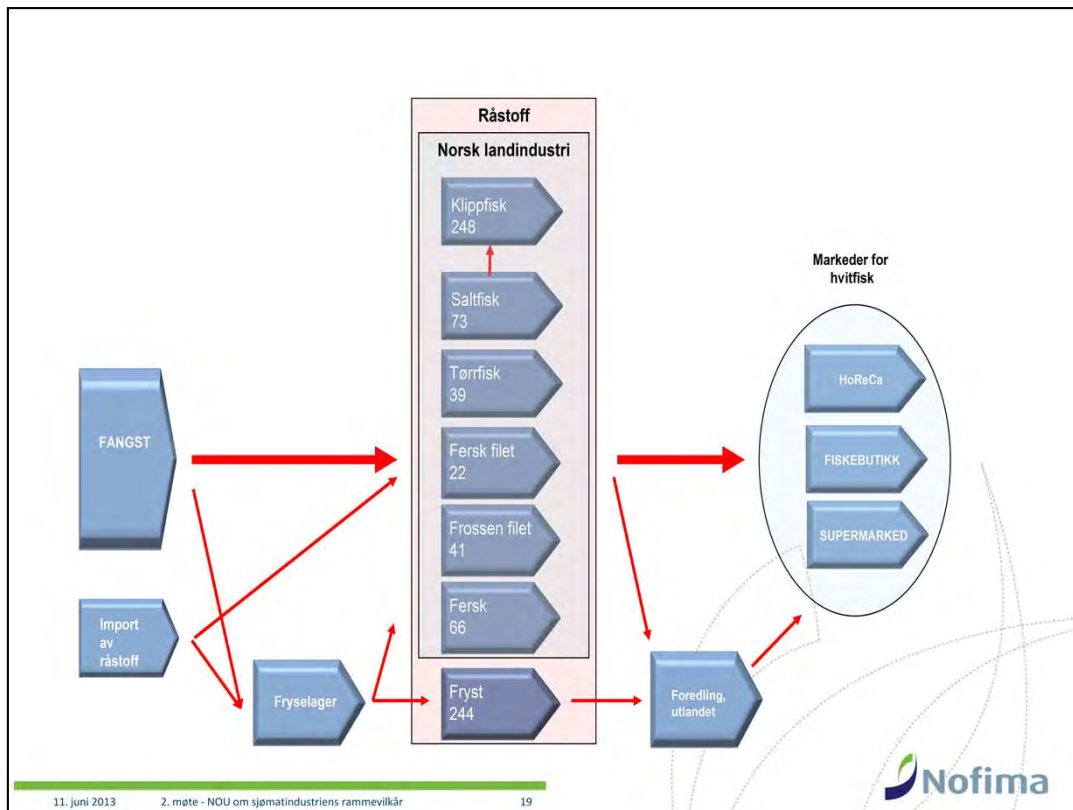 Råstoff
Norsk landindustri
Klippfisk
248
Saltfisk
73
Tørrfisk
39
Fersk filet
22
Frossen filet
41
Fersk
66
Fryst
244
FANGST
Import
av
råstoff
Fryselager
Markeder for
hvitfisk
HoReCa
FISKEBUTIKK
SUPERMARKED
Foredling,
utlandet
Nofima
11. juni 2013 2. møte - NOU om sjømatindustriens rammevilkår 19